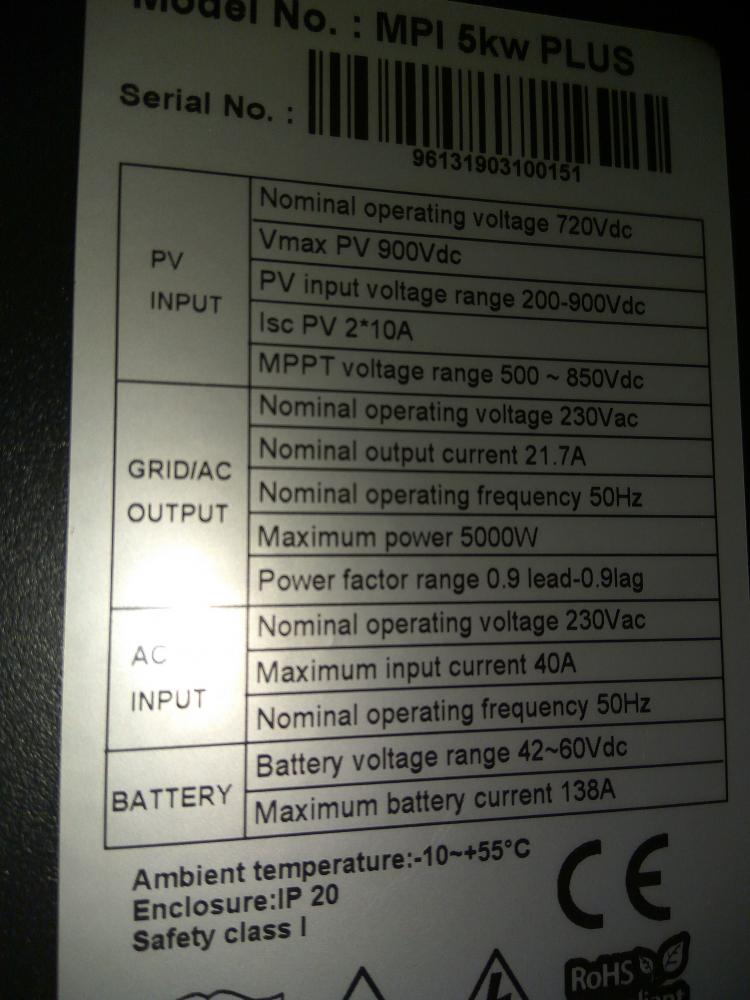 Model No. : MPI 5kw PLUS
Serial No. :
96131903100151
PV
INPUT
Nominal operating voltage 720Vdc
Vmax PV 900Vdc
PV input voltage range 200-900Vdc
Isc PV 2*10A
MPPT voltage range 500 ~ 850Vdc
GRID/AC
OUTPUT
Nominal operating voltage 230Vac
Nominal output current 21.7A
Nominal operating frequency 50Hz
Maximum power 5000W
Power factor range 0.9 lead-0.9lag
AC
INPUT
Nominal operating voltage 230Vac
Maximum input current 40A
Nominal operating frequency 50Hz
BATTERY
Battery voltage range 42~60Vdc
Maximum battery current 138A
Ambient temperature:-10~+55°C
Enclosure:IP 20
Safety class I
CE
RoHS